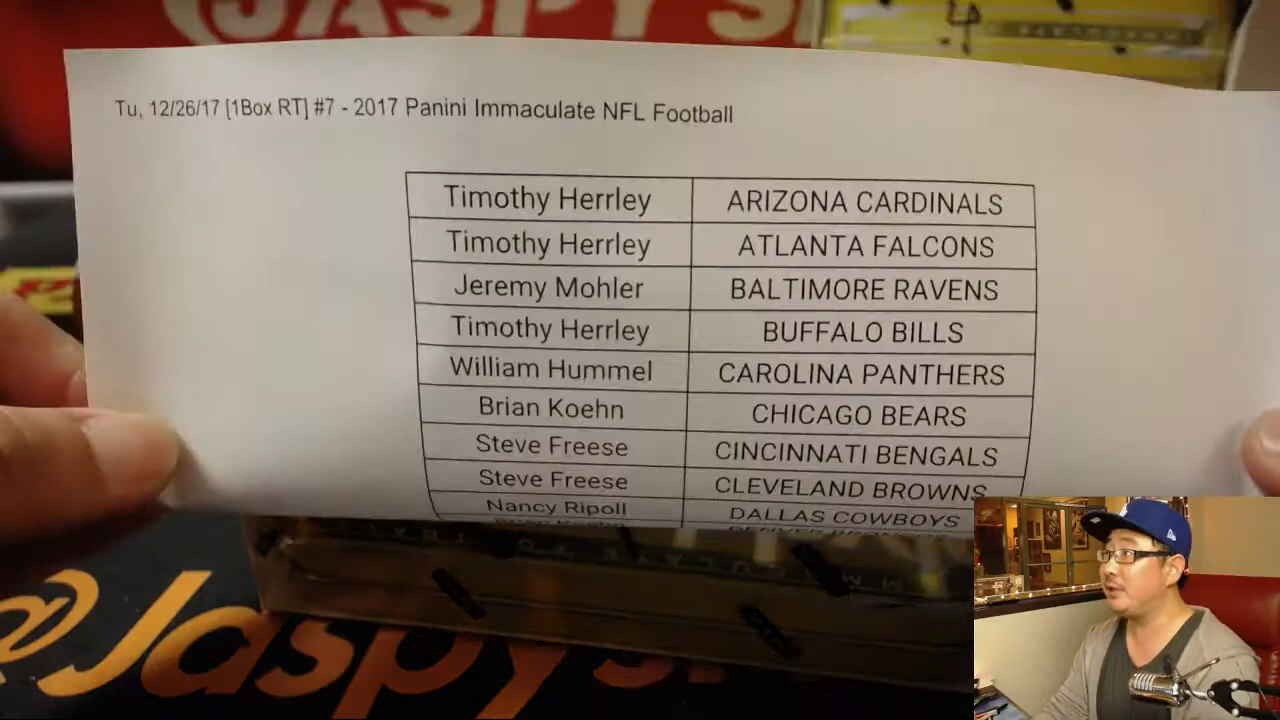 JASPY'S
Tu, 12/26/17 [1Box RT] #7 - 2017 Panini Immaculate NFL Football
Timothy Herrley ARIZONA CARDINALS
Timothy Herrley ATLANTA FALCONS
Jeremy Mohler BALTIMORE RAVENS
Timothy Herrley BUFFALO BILLS
William Hummel CAROLINA PANTHERS
Brian Koehn CHICAGO BEARS
Steve Freese CINCINNATI BENGALS
Steve Freese CLEVELAND BROWNS
Nancy Ripoll DALLAS COWBOYS
@Jaspys